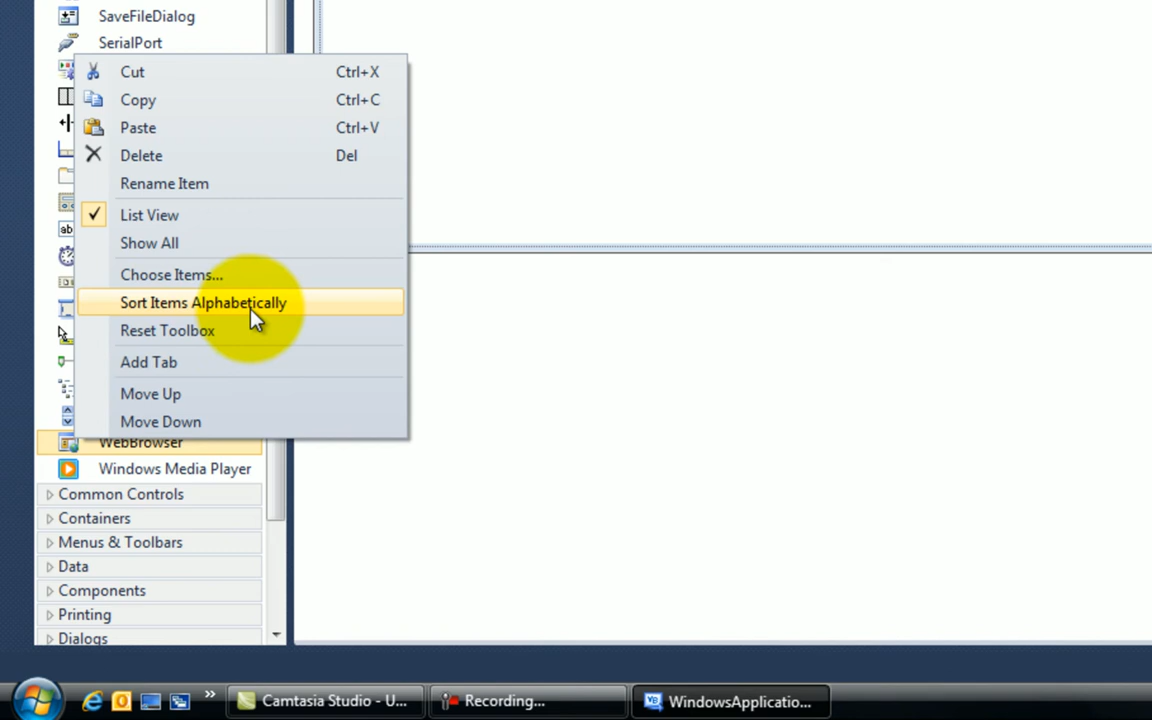 SaveFileDialog
SerialPort
Cut Ctrl+X
Copy Ctrl+C
Paste Ctrl+V
Delete Del
Rename Item
List View
Show All
Choose Items...
Sort Items Alphabetically
Reset Toolbox
Add Tab
Move Up
Move Down
WebBrowser
Windows Media Player
Common Controls
Containers
Menus & Toolbars
Data
Components
Printing
Dialogs
Camtasia Studio - U... Recording... WindowsApplicatio...